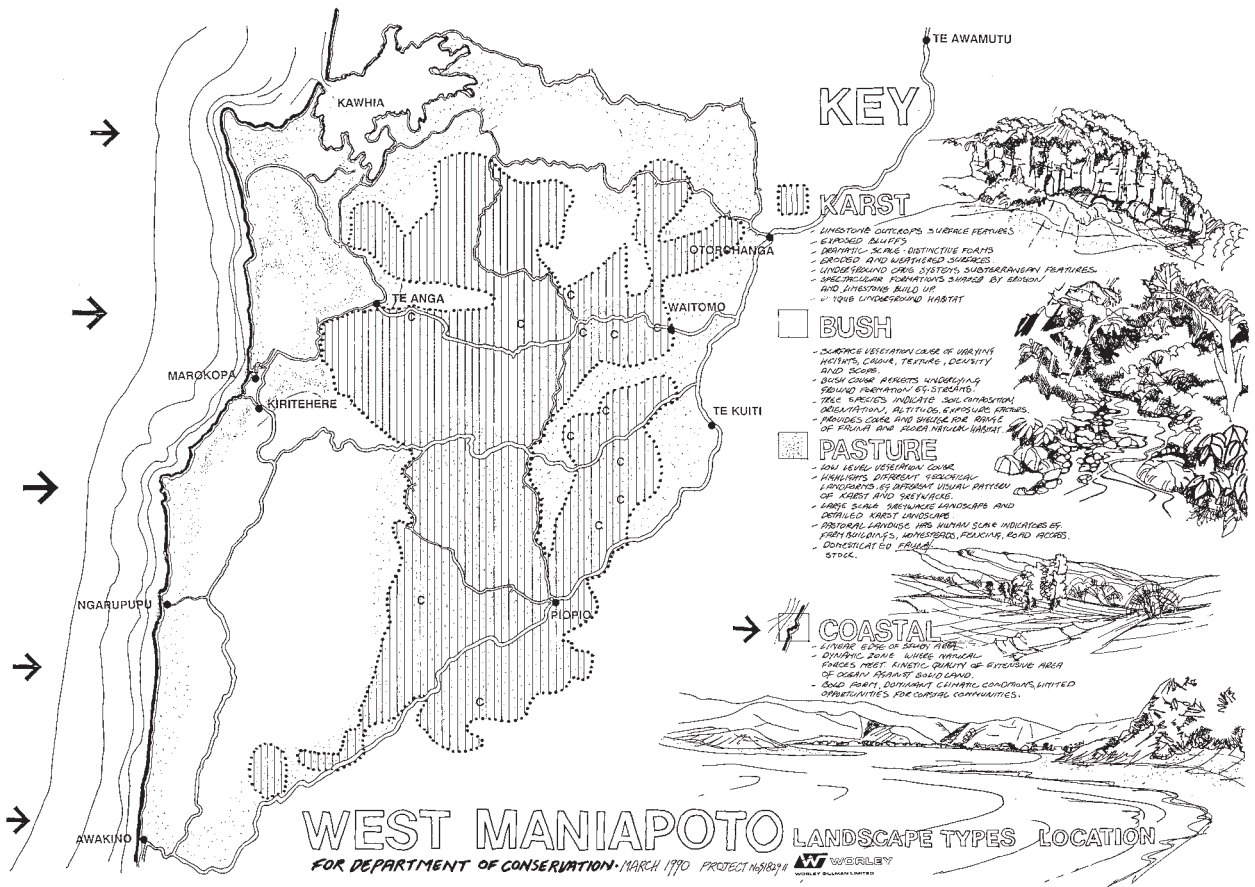 TE AWAMUTU
KAWHIA
KEY
KARST
- LIMESTONE OUTCROPS SURFACE FEATURES
- EXPOSED BLUFFS
- DRAMATIC SCALE - DISTINCTIVE FORMS
- ERODED AND WEATHERED SURFACES.
- UNDERGROUND CAVE SYSTEMS SUBTERRANEAN FEATURES.
- SPECTACULAR FORMATIONS SHAPED BY EROSION
AND LIMESTONE BUILD UP.
UNDERGROUND HABITAT
OTOROHANGA
TE ANGA
C
C
C
WAITOMO
C
C
C
BUSH
- SURFACE VEGETATION COVER OF VARYING
HEIGHTS, COLOUR, TEXTURE, DENSITY
AND SCOPE.
- BUSH COVER REFLECTS UNDERLYING
GROUND FORMATION EG. STREAMS.
- TREE SPECIES INDICATE SOIL COMPOSITION,
ORIENTATION, ALTITUDE, EXPOSURE FACTORS.
- PROVIDES COVER AND SHELTER FOR RANGE
OF FAUNA AND FLORA. NATURAL HABITAT.
MAROKOPA
KIRITEHERE
C
TE KUITI
C
PASTURE
- LOW LEVEL VEGETATION COVER
- HIGHLIGHTS DIFFERENT GEOLOGICAL
LANDFORMS. EG DIFFERENT VISUAL PATTERN
OF KARST AND GREYWACKE.
- LARGE SCALE GREYWACKE LANDSCAPE AND
DETAILED KARST LANDSCAPE.
- PASTORAL LANDUSE HAS HUMAN SCALE INDICATORS EG.
FARM BUILDINGS, HOMESTEADS, FENCING, ROAD ACCESS.
- DOMESTICATED FAUNA/
STOCK.
C
C
NGARUPUPU
C
PIOPIO
COASTAL
- LINEAR EDGE OF STUDY AREA.
- DYNAMIC ZONE WHERE NATURAL
FORCES MEET KINETIC QUALITY OF EXTENSIVE AREA
OF OCEAN AGAINST SOLID LAND.
- BOLD FORM, DOMINANT CLIMATIC CONDITIONS, LIMITED
OPPORTUNITIES FOR COASTAL COMMUNITIES.
C
AWAKINO
WEST MANIAPOTO LANDSCAPE TYPES LOCATION
FOR DEPARTMENT OF CONSERVATION · MARCH 1990 PROJECT
W WORLEY
WORLEY DILLMAN LIMITED